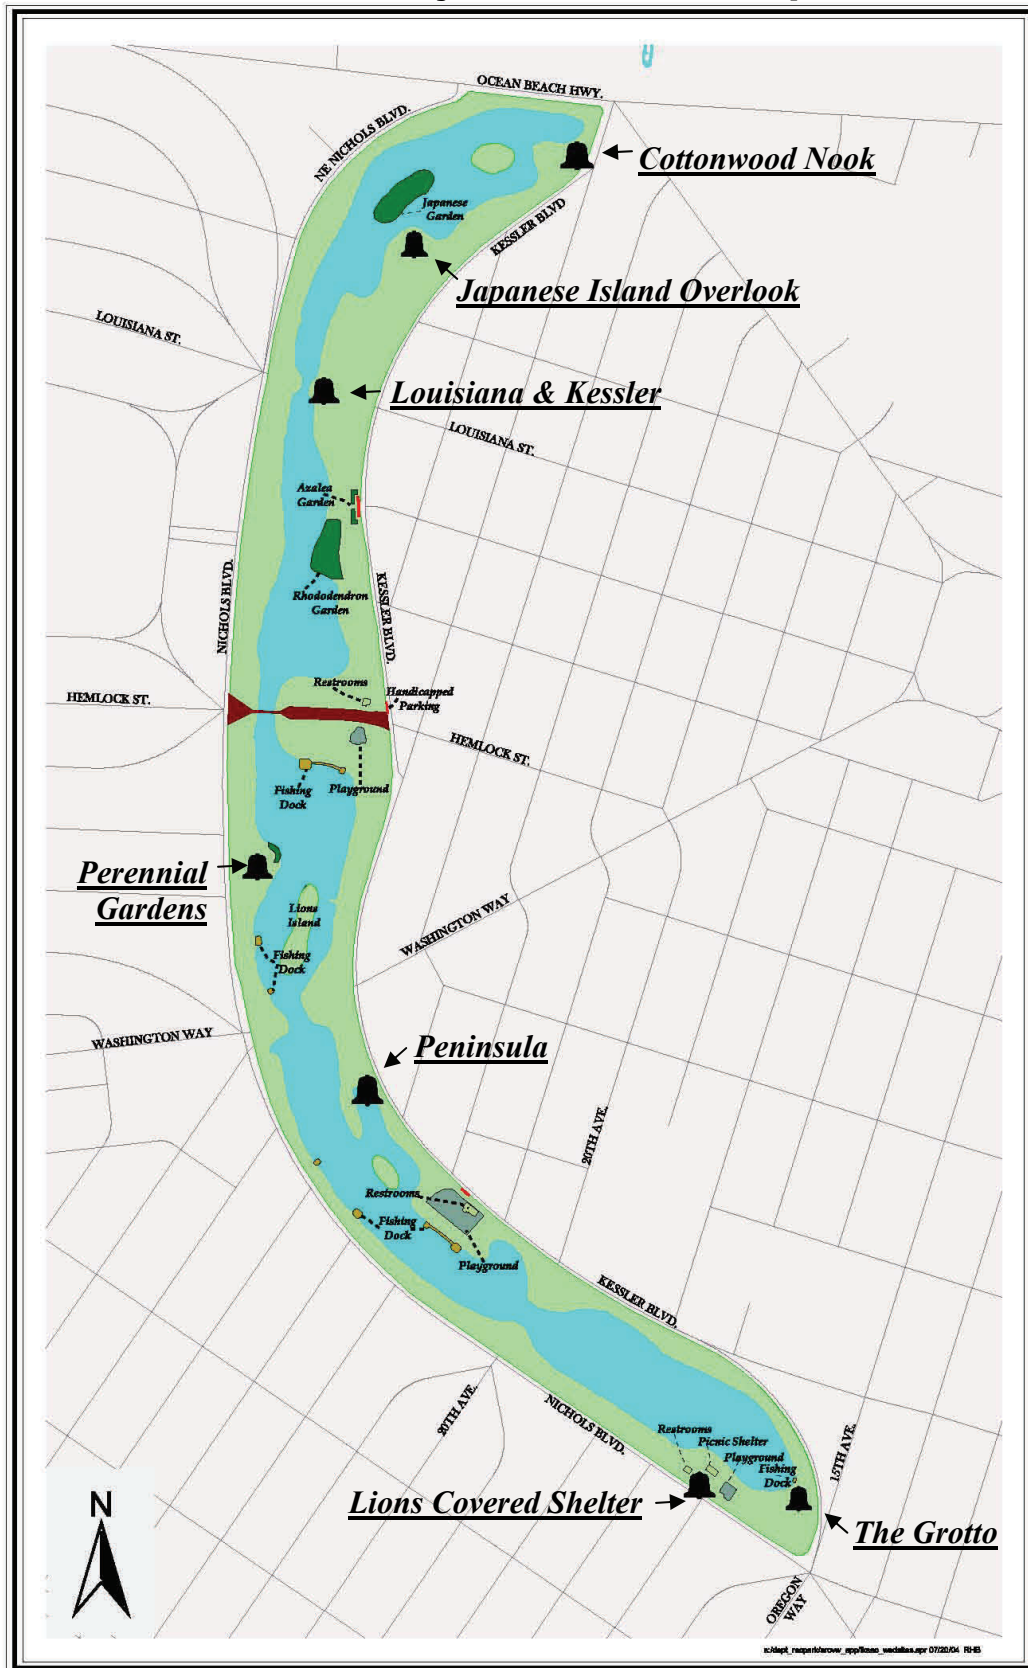 OCEAN BEACH HWY.
NE NICHOLS BLVD.
Cottonwood Nook
Japanese
Garden
KESSLER BLVD
Japanese Island Overlook
LOUISIANA ST.
Louisiana & Kessler
LOUISIANA ST.
Azalea
Garden
NICHOLS BLVD.
KESSLER BLVD.
Rhododendron
Garden
Restrooms
Handicapped
Parking
HEMLOCK ST.
HEMLOCK ST.
Fishing
Dock
Playground
Perennial
Gardens
Lions
Island
WASHINGTON WAY
Fishing
Dock
WASHINGTON WAY
Peninsula
20TH AVE.
Restrooms
Fishing
Dock
Playground
KESSLER BLVD.
20TH AVE.
NICHOLS BLVD.
Restrooms
Picnic Shelter
Playground
Fishing
Dock
15TH AVE.
Lions Covered Shelter
The Grotto
N
OREGON
WAY
07/20/04 RHB